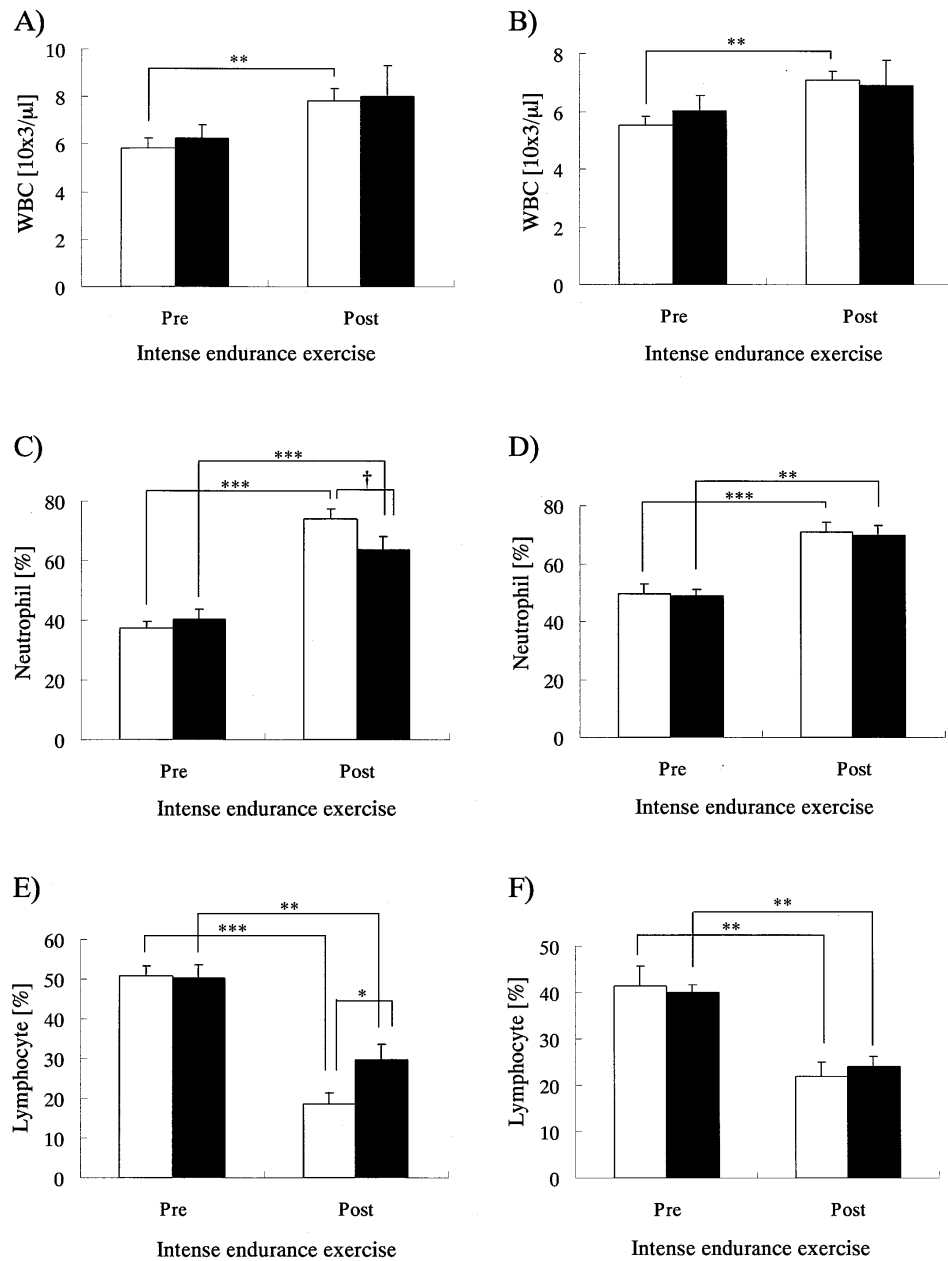 A)
**
10
8
6
4
2
0
WBC [10x3/µl]
Pre
Post
Intense endurance exercise
B)
**
8
6
4
2
0
WBC [10x3/µl]
Pre
Post
Intense endurance exercise
C)
***
***
†
80
60
40
20
0
Neutrophil [%]
Pre
Post
Intense endurance exercise
D)
**
***
80
60
40
20
0
Neutrophil [%]
Pre
Post
Intense endurance exercise
E)
**
***
*
60
50
40
30
20
10
0
Lymphocyte [%]
Pre
Post
Intense endurance exercise
F)
**
**
50
40
30
20
10
0
Lymphocyte [%]
Pre
Post
Intense endurance exercise